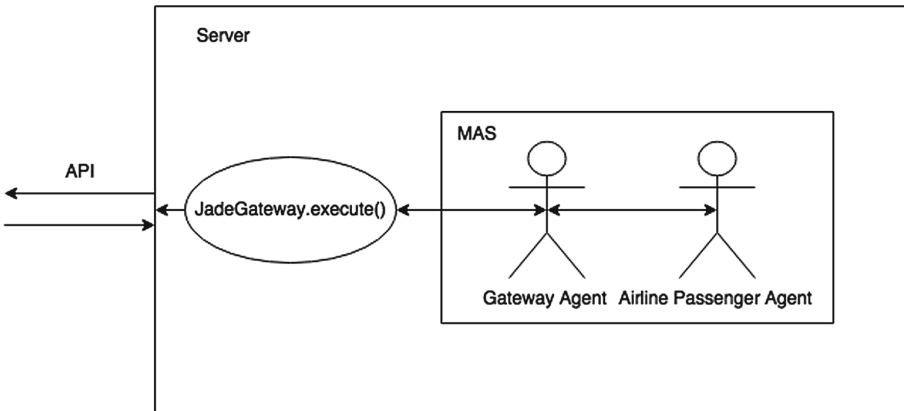 Server
MAS
API
JadeGateway.execute()
Gateway Agent
Airline Passenger Agent